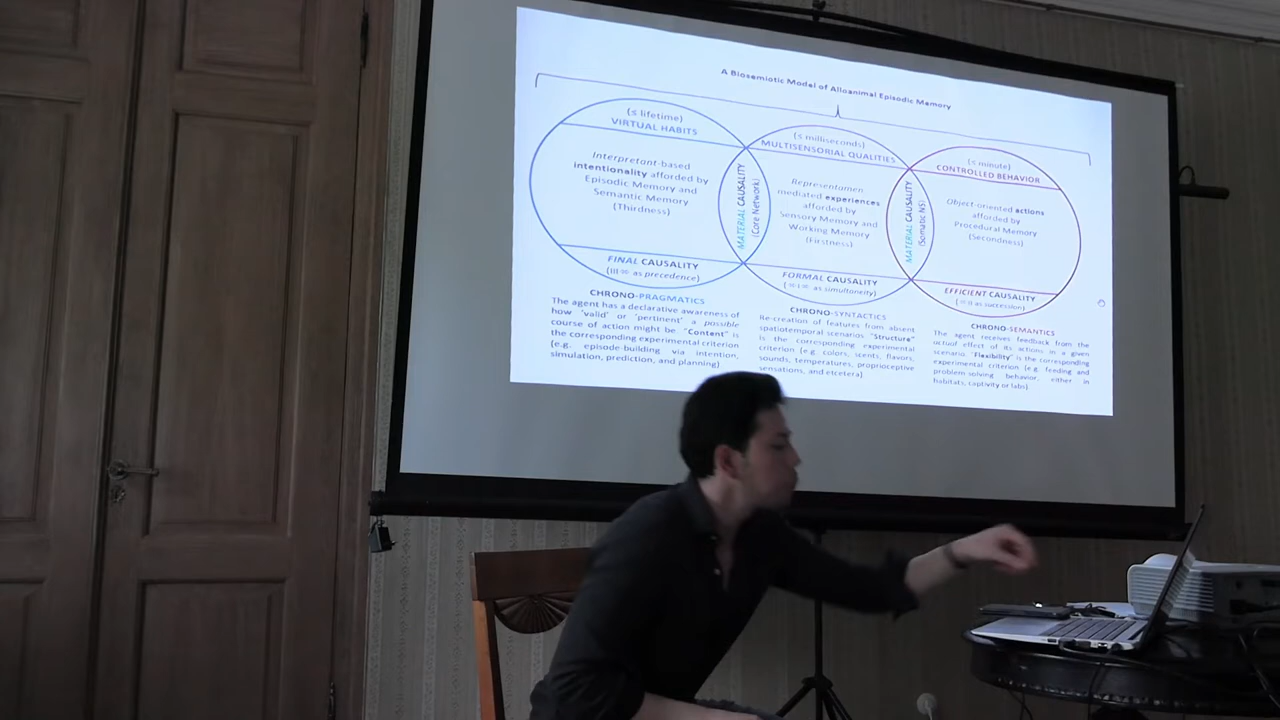 A Biosemiotic Model of Alloanimal Episodic Memory
(≤ lifetime)
VIRTUAL HABITS
Interpretant-based
intentionality afforded by
Episodic Memory and
Semantic Memory
(Thirdness)
FINAL CAUSALITY
(III ∞ as precedence)
MATERIAL CAUSALITY
(Core Network)
(≤ milliseconds)
MULTISENSORIAL QUALITIES
Representamen
mediated experiences
afforded by
Sensory Memory and
Working Memory
(Firstness)
FORMAL CAUSALITY
(∞ I ∞ as simultaneity)
MATERIAL CAUSALITY
(Somatic NS)
(≤ minute)
CONTROLLED BEHAVIOR
Object-oriented actions
afforded by
Procedural Memory
(Secondness)
EFFICIENT CAUSALITY
(∞ II as succession)
CHRONO-PRAGMATICS
The agent has a declarative awareness of
how 'valid' or 'pertinent' a possible
course of action might be. "Content" is
the corresponding experimental criterion
(e.g. episode-building via intention,
simulation, prediction, and planning)
CHRONO-SYNTACTICS
Re-creation of features from absent
spatiotemporal scenarios. "Structure"
is the corresponding experimental
criterion (e.g. colors, scents, flavors,
sounds, temperatures, proprioceptive
sensations, and etcetera)
CHRONO-SEMANTICS
The agent receives feedback from the
actual effect of its actions in a given
scenario. "Flexibility" is the corresponding
experimental criterion (e.g. feeding and
problem-solving behavior, either in
habitats, captivity or labs)